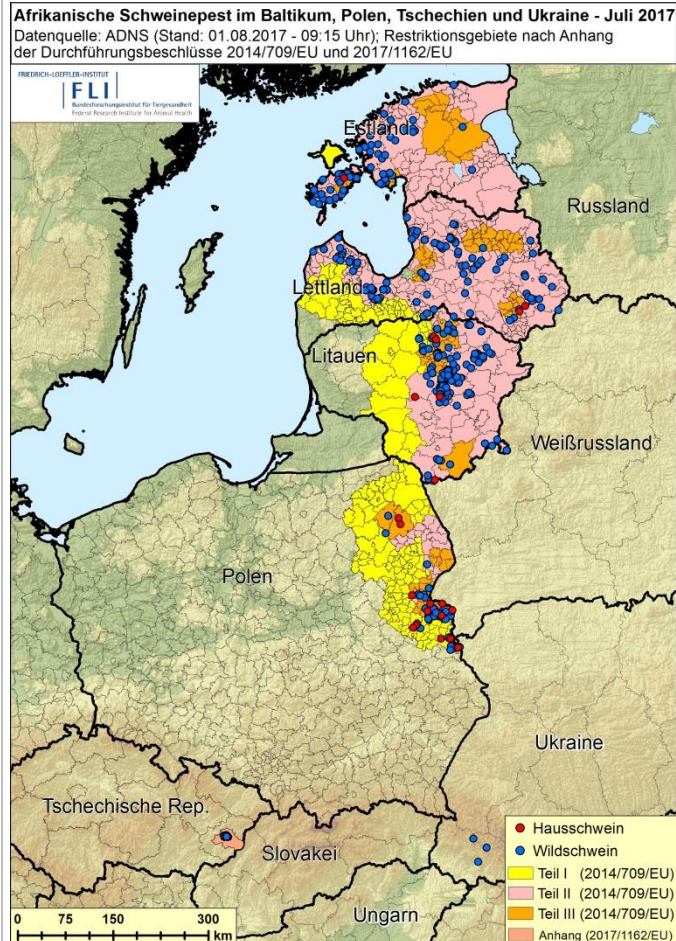 Afrikanische Schweinepest im Baltikum, Polen, Tschechien und Ukraine - Juli 2017
Datenquelle: ADNS (Stand: 01.08.2017 - 09:15 Uhr); Restriktionsgebiete nach Anhang
der Durchführungsbeschlüsse 2014/709/EU und 2017/1162/EU
FRIEDRICH-LOEFFLER-INSTITUT
FLI
Bundesforschungsinstitut für Tiergesundheit
Federal Research Institute for Animal Health
Estland
Russland
Lettland
Litauen
Weißrussland
Polen
Ukraine
Tschechische Rep.
Slovakei
Ungarn
Hausschwein
Wildschwein
Teil I (2014/709/EU)
Teil II (2014/709/EU)
Teil III (2014/709/EU)
Anhang (2017/1162/EU)
0 75 150 300
km